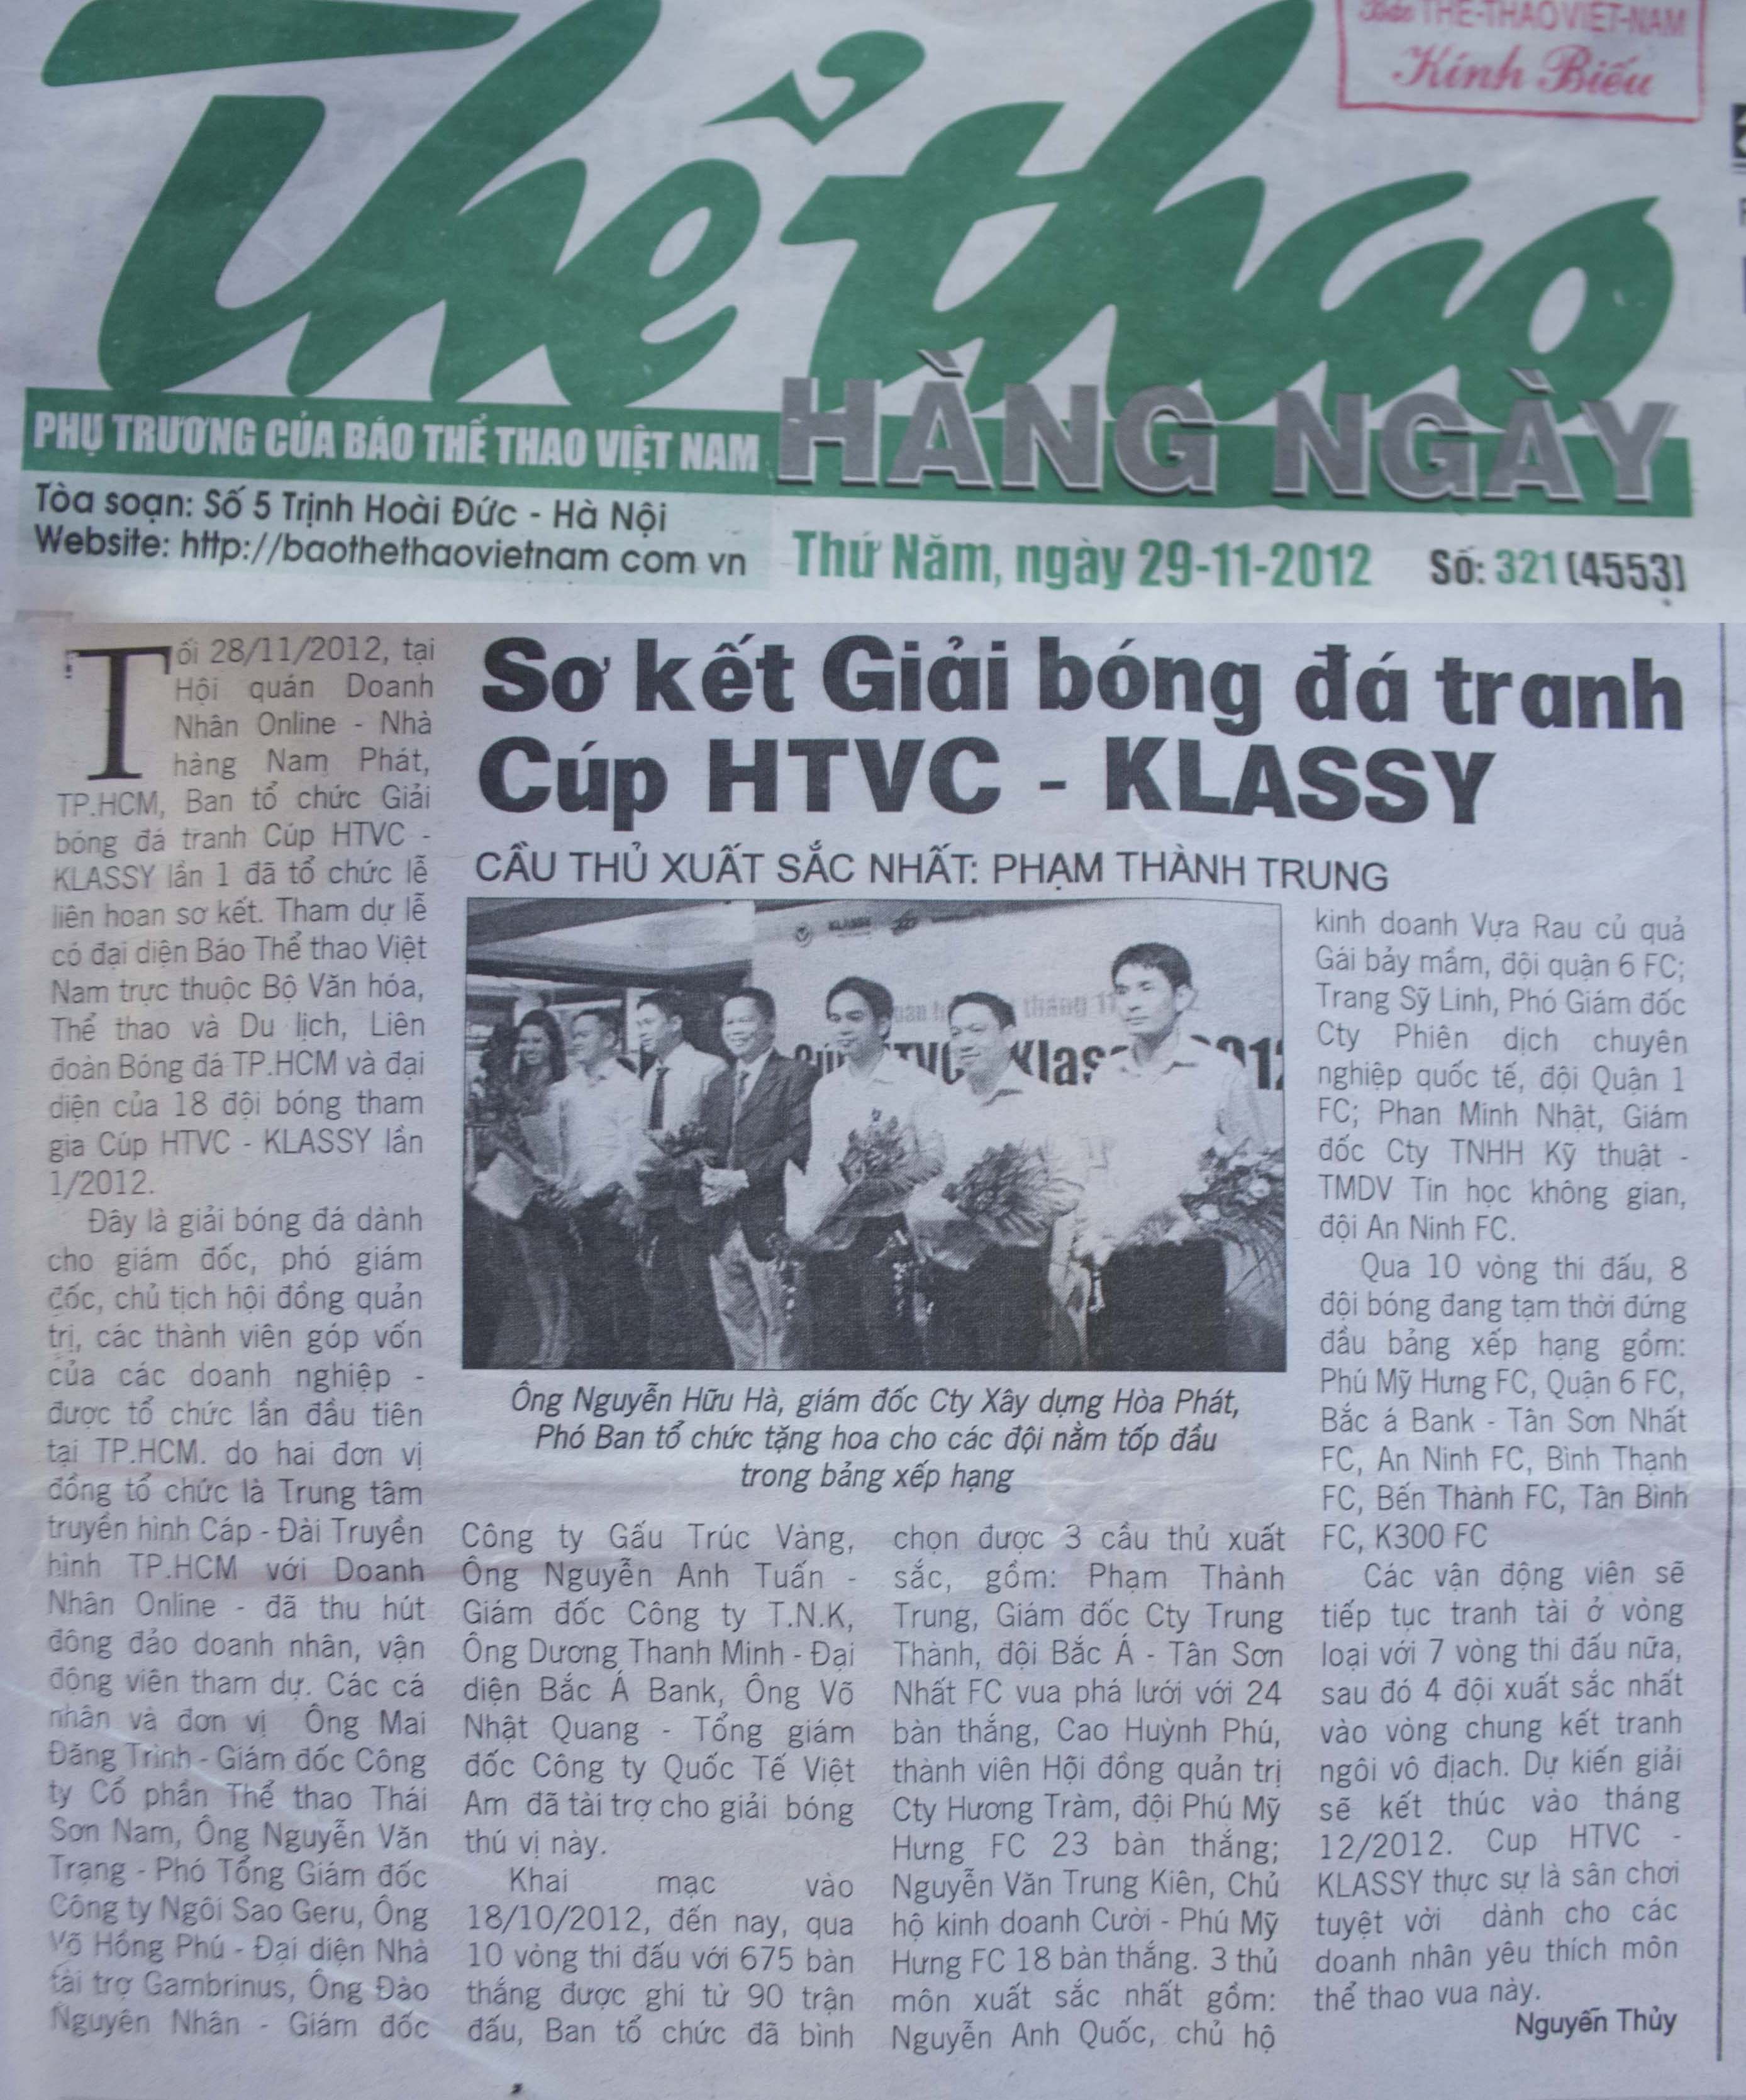 Báo THỂ-THAO VIỆT-NAM
Kính Biếu
Thể thao
HÀNG NGÀY
PHỤ TRƯƠNG CỦA BÁO THỂ THAO VIỆT NAM
Tòa soạn: Số 5 Trịnh Hoài Đức - Hà Nội
Website: http://baothethaovietnam com vn
Thứ Năm, ngày 29-11-2012 Số: 321 (4553)
Sơ kết Giải bóng đá tranh
Cúp HTVC - KLASSY
CẦU THỦ XUẤT SẮC NHẤT: PHẠM THÀNH TRUNG
Tối 28/11/2012, tại
Hội quán Doanh
Nhân Online - Nhà
hàng Nam Phát,
TP.HCM, Ban tổ chức Giải
bóng đá tranh Cúp HTVC -
KLASSY lần 1 đã tổ chức lễ
liên hoan sơ kết. Tham dự lễ
có đại diện Báo Thể thao Việt
Nam trực thuộc Bộ Văn hóa,
Thể thao và Du lịch, Liên
đoàn Bóng đá TP.HCM và đại
diện của 18 đội bóng tham
gia Cúp HTVC - KLASSY lần
1/2012.
Đây là giải bóng đá dành
cho giám đốc, phó giám
đốc, chủ tịch hội đồng quản
trị, các thành viên góp vốn
của các doanh nghiệp -
được tổ chức lần đầu tiên
tại TP.HCM. do hai đơn vị
đồng tổ chức là Trung tâm
truyền hình Cáp - Đài Truyền
hình TP.HCM với Doanh
Nhân Online - đã thu hút
đông đảo doanh nhân, vận
động viên tham dự. Các cá
nhân và đơn vị Ông Mai
Đăng Trình - Giám đốc Công
ty Cổ phần Thể thao Thái
Sơn Nam, Ông Nguyễn Văn
Trạng - Phó Tổng Giám đốc
Công ty Ngôi Sao Geru, Ông
Võ Hồng Phú - Đại diện Nhà
tài trợ Gambrinus, Ông Đào
Nguyên Nhân - Giám đốc
KLASSY
tháng 11
Cúp HTVC Klassy 2012
Ông Nguyễn Hữu Hà, giám đốc Cty Xây dựng Hòa Phát,
Phó Ban tổ chức tặng hoa cho các đội nằm tốp đầu
trong bảng xếp hạng
Công ty Gấu Trúc Vàng,
Ông Nguyễn Anh Tuấn -
Giám đốc Công ty T.N.K,
Ông Dương Thanh Minh - Đại
diện Bắc Á Bank, Ông Võ
Nhật Quang - Tổng giám
đốc Công ty Quốc Tế Việt
Am đã tài trợ cho giải bóng
thú vị này.
Khai mạc vào
18/10/2012, đến nay, qua
10 vòng thi đấu với 675 bàn
thắng được ghi từ 90 trận
đấu, Ban tổ chức đã bình
chọn được 3 cầu thủ xuất
sắc, gồm: Phạm Thành
Trung, Giám đốc Cty Trung
Thành, đội Bắc Á - Tân Sơn
Nhất FC vua phá lưới với 24
bàn thắng, Cao Huỳnh Phú,
thành viên Hội đồng quản trị
Cty Hương Tràm, đội Phú Mỹ
Hưng FC 23 bàn thắng;
Nguyễn Văn Trung Kiên, Chủ
hộ kinh doanh Cười - Phú Mỹ
Hưng FC 18 bàn thắng. 3 thủ
môn xuất sắc nhất gồm:
Nguyễn Anh Quốc, chủ hộ
kinh doanh Vựa Rau củ quả
Gái bảy mầm, đội quận 6 FC;
Trang Sỹ Linh, Phó Giám đốc
Cty Phiên dịch chuyên
nghiệp quốc tế, đội Quận 1
FC; Phan Minh Nhật, Giám
đốc Cty TNHH Kỹ thuật -
TMDV Tin học không gian,
đội An Ninh FC.
Qua 10 vòng thi đấu, 8
đội bóng đang tạm thời đứng
đầu bảng xếp hạng gồm:
Phú Mỹ Hưng FC, Quận 6 FC,
Bắc á Bank - Tân Sơn Nhất
FC, An Ninh FC, Bình Thạnh
FC, Bến Thành FC, Tân Bình
FC, K300 FC
Các vận động viên sẽ
tiếp tục tranh tài ở vòng
loại với 7 vòng thi đấu nữa,
sau đó 4 đội xuất sắc nhất
vào vòng chung kết tranh
ngôi vô địach. Dự kiến giải
sẽ kết thúc vào tháng
12/2012. Cup HTVC -
KLASSY thực sự là sân chơi
tuyệt vời dành cho các
doanh nhân yêu thích môn
thể thao vua này.
Nguyễn Thủy